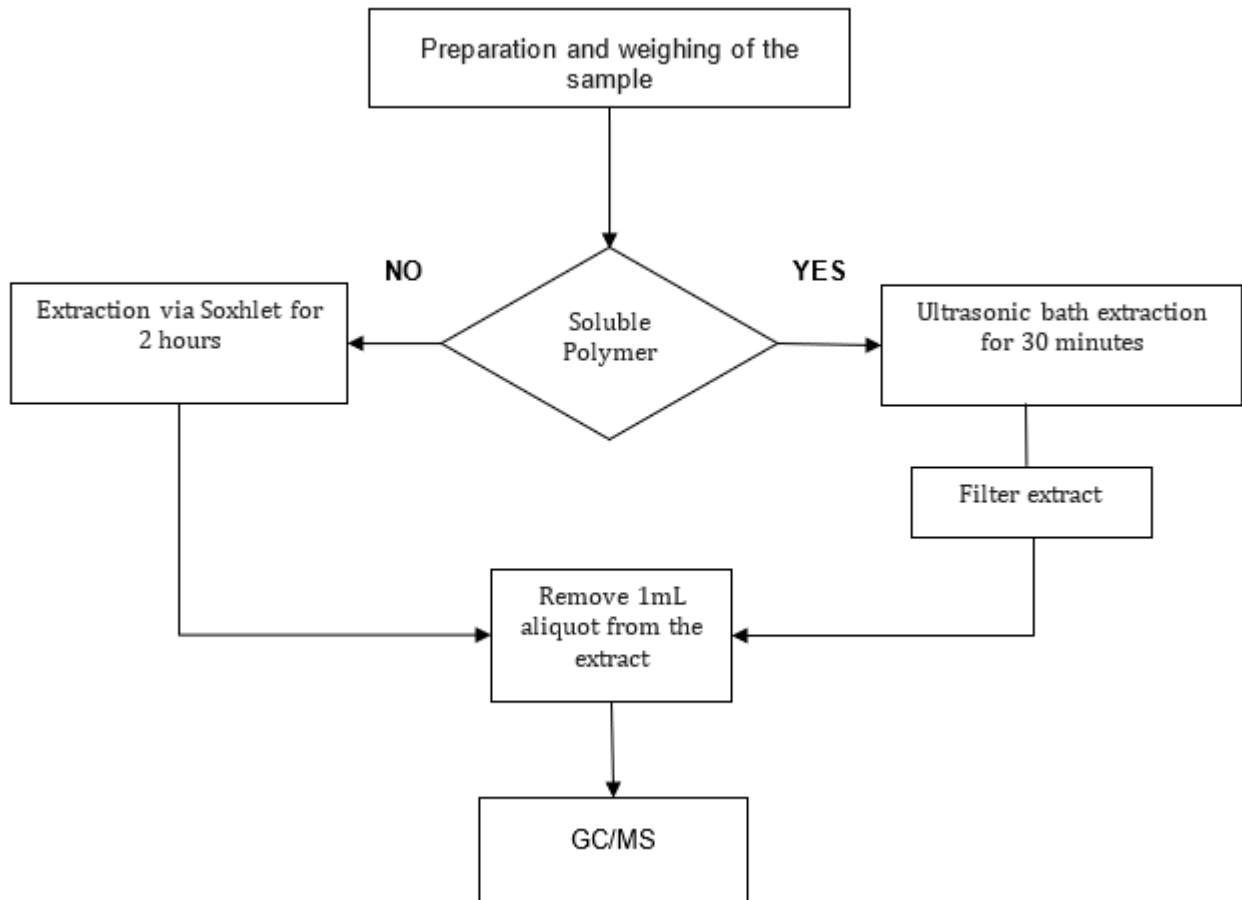 Preparation and weighing of the
sample
NO
YES
Extraction via Soxhlet for
2 hours
Soluble
Polymer
Ultrasonic bath extraction
for 30 minutes
Filter extract
Remove 1mL
aliquot from the
extract
GC/MS